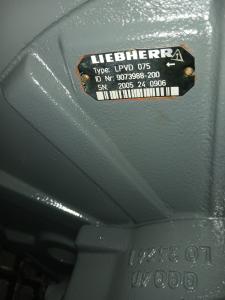 LIEBHERR
Type: LPVD 075
ID Nr: 9073988-200
SN: 2005 24 0906